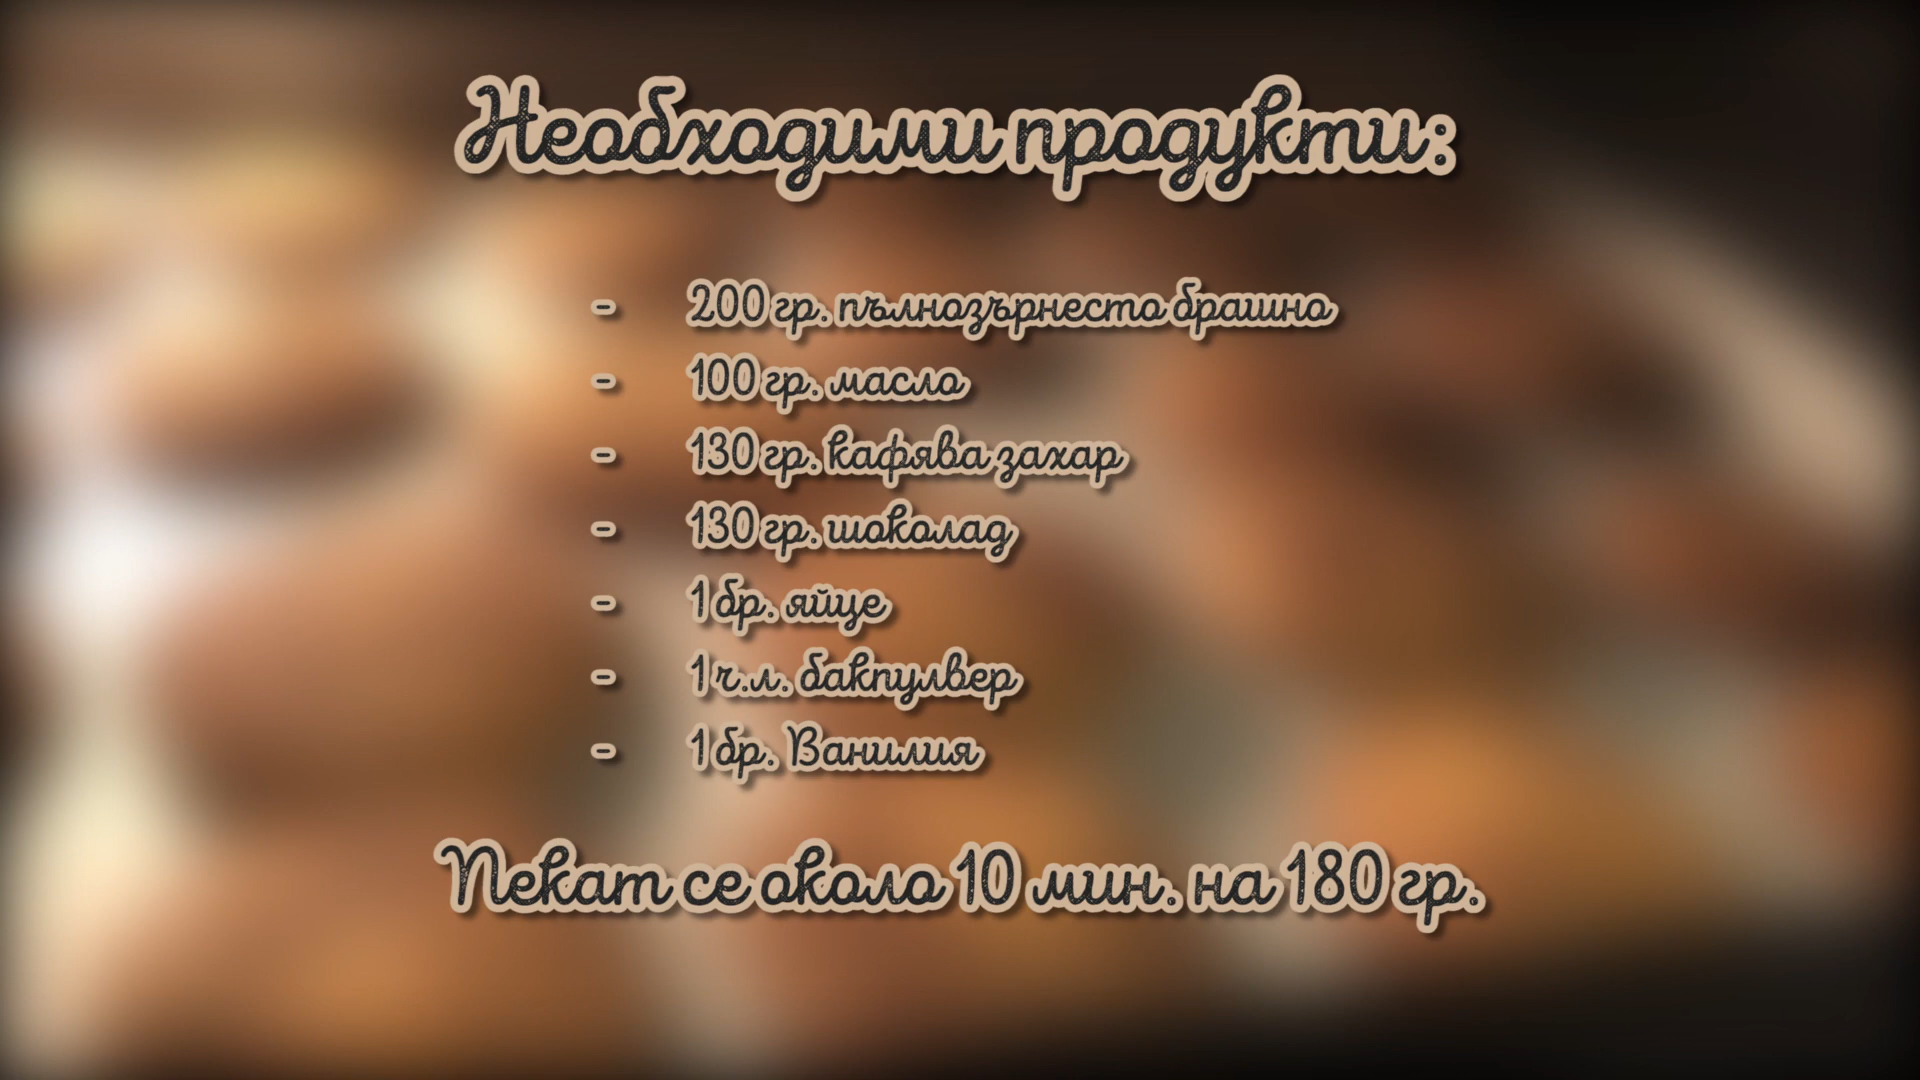 Необходими продукти:
- 200 гр. пълнозърнесто брашно
- 100 гр. масло
- 130 гр. кафява захар
- 130 гр. шоколад
- 1 бр. яйце
- 1 ч.л. бакпулвер
- 1 бр. Ванилия
Пекат се около 10 мин. на 180 гр.